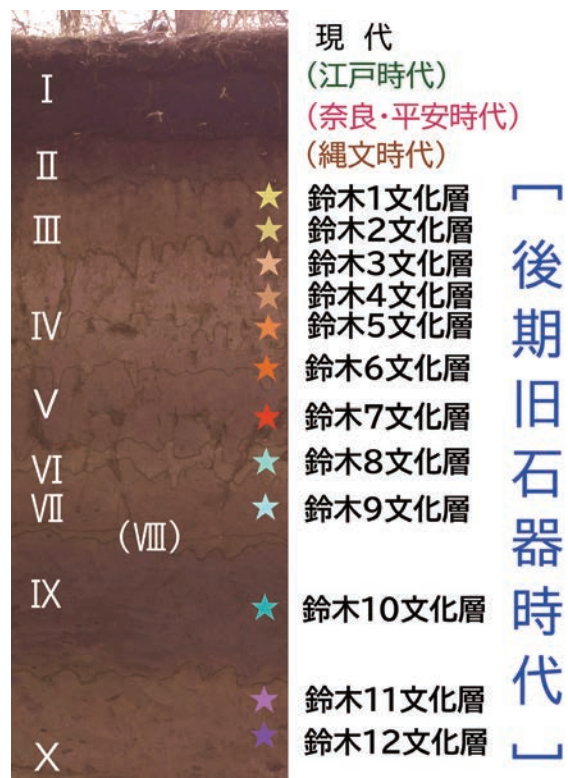 現 代
(江戸時代)
(奈良・平安時代)
(縄文時代)
鈴木1文化層
鈴木2文化層
鈴木3文化層
鈴木4文化層
鈴木5文化層
鈴木6文化層
鈴木7文化層
鈴木8文化層
鈴木9文化層
鈴木10文化層
鈴木11文化層
鈴木12文化層
[後期旧石器時代]
Ⅰ
Ⅱ
Ⅲ
Ⅳ
Ⅴ
Ⅵ
Ⅶ
(Ⅷ)
Ⅸ
Ⅹ